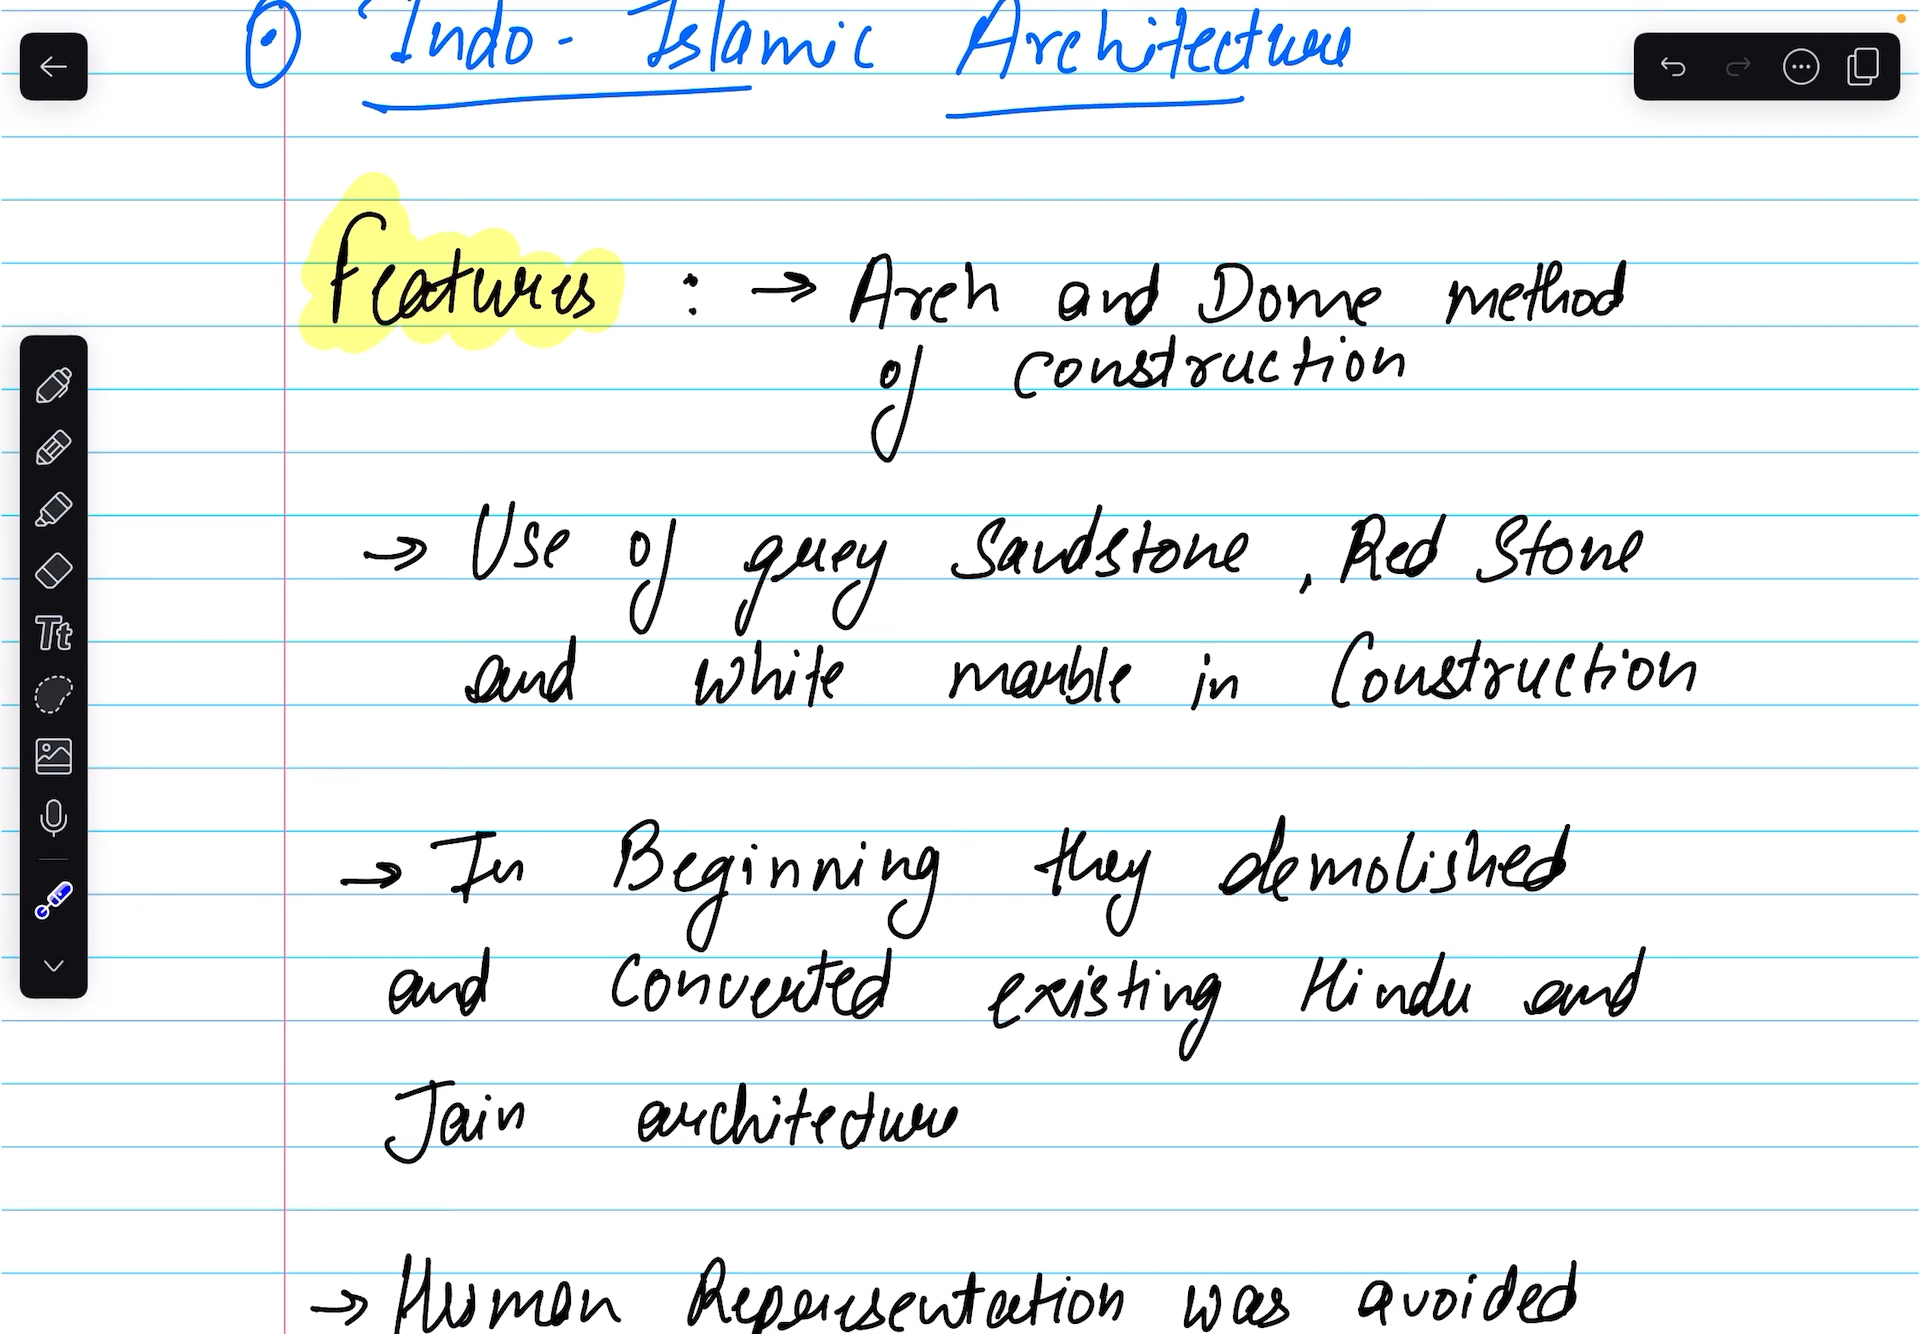 Indo-Islamic Architecture
Features : → Arch and Dome method
of construction
→ Use of grey Sandstone, Red Stone
and white marble in Construction
→ In Beginning they demolished
and converted existing Hindu and
Jain architecture
→ Human Representation was avoided
Tt